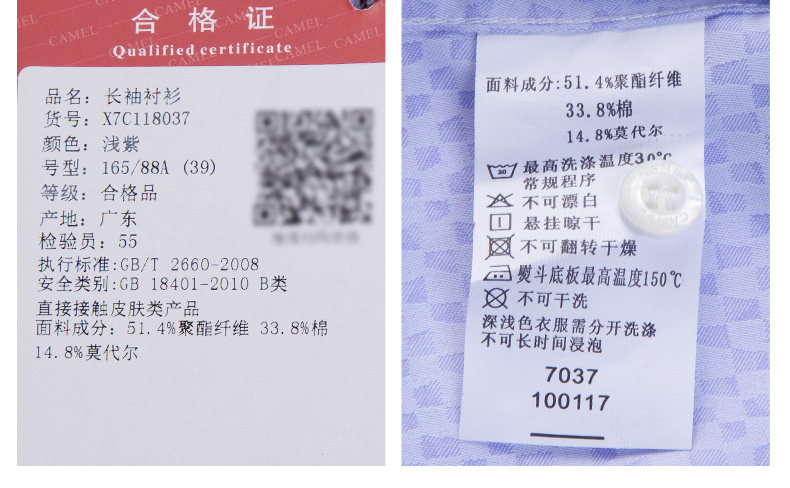 合格证
Qualified certificate
CAMEL
CAMEL
CAMEL
CAMEL
品名：长袖衬衫
货号：X7C118037
颜色：浅紫
号型：165/88A (39)
等级：合格品
产地：广东
检验员：55
执行标准:GB/T 2660-2008
安全类别:GB 18401-2010 B类
直接接触皮肤类产品
面料成分：51.4%聚酯纤维 33.8%棉
14.8%莫代尔
面料成分:51.4%聚酯纤维
33.8%棉
14.8%莫代尔
30 最高洗涤温度30℃
常规程序
不可漂白
悬挂晾干
不可翻转干燥
熨斗底板最高温度150℃
不可干洗
深浅色衣服需分开洗涤
不可长时间浸泡
7037
100117